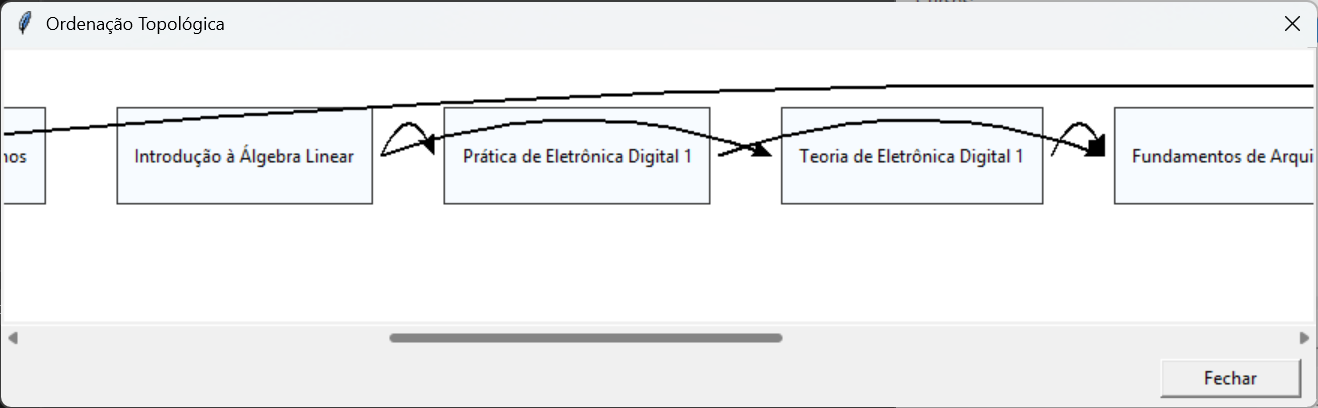 Ordenação Topológica
nos
Introdução à Álgebra Linear
Prática de Eletrônica Digital 1
Teoria de Eletrônica Digital 1
Fundamentos de Arqui
Fechar